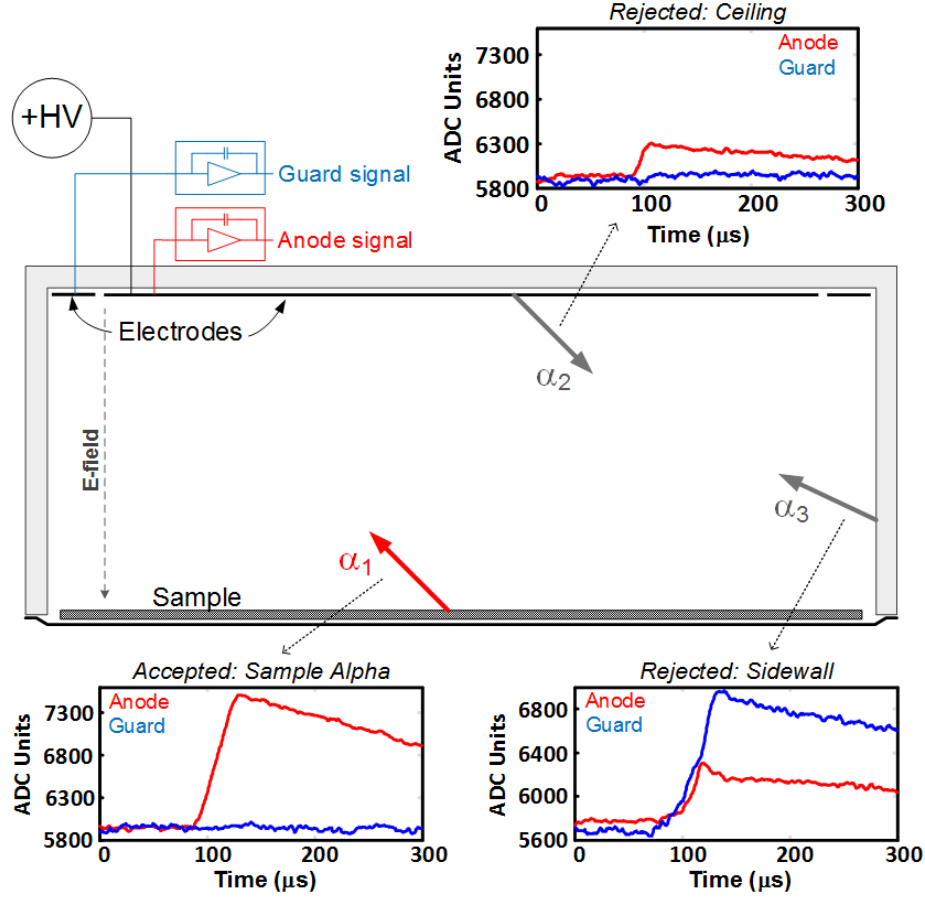 Rejected: Ceiling
7300
6800
6300
5800
ADC Units
Anode
Guard
0 100 200 300
Time (μs)
+HV
Guard signal
Anode signal
Electrodes
E-field
α2
α3
α1
Sample
Accepted: Sample Alpha
7300
6800
6300
5800
ADC Units
Anode
Guard
0 100 200 300
Time (μs)
Rejected: Sidewall
6800
6400
6000
5600
ADC Units
Anode
Guard
0 100 200 300
Time (μs)